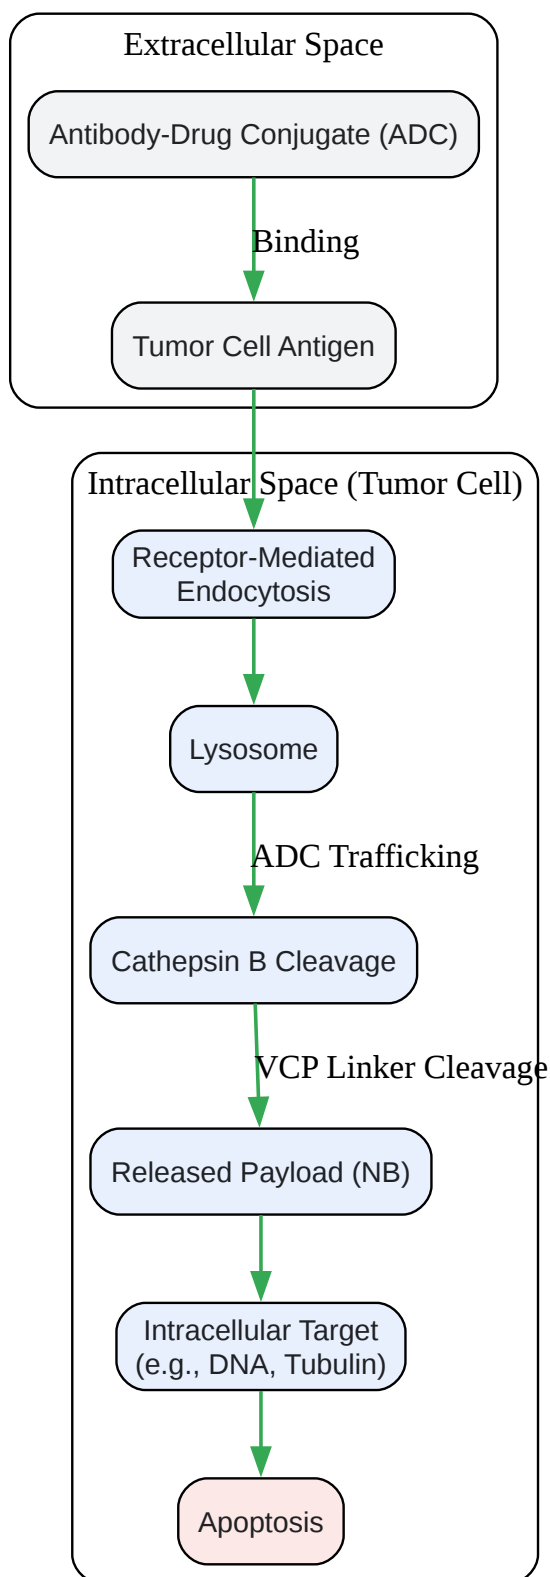 Extracellular Space
Antibody-Drug Conjugate (ADC)
Binding
Tumor Cell Antigen
Intracellular Space (Tumor Cell)
Receptor-Mediated
Endocytosis
Lysosome
ADC Trafficking
Cathepsin B Cleavage
VCP Linker Cleavage
Released Payload (NB)
Intracellular Target
(e.g., DNA, Tubulin)
Apoptosis